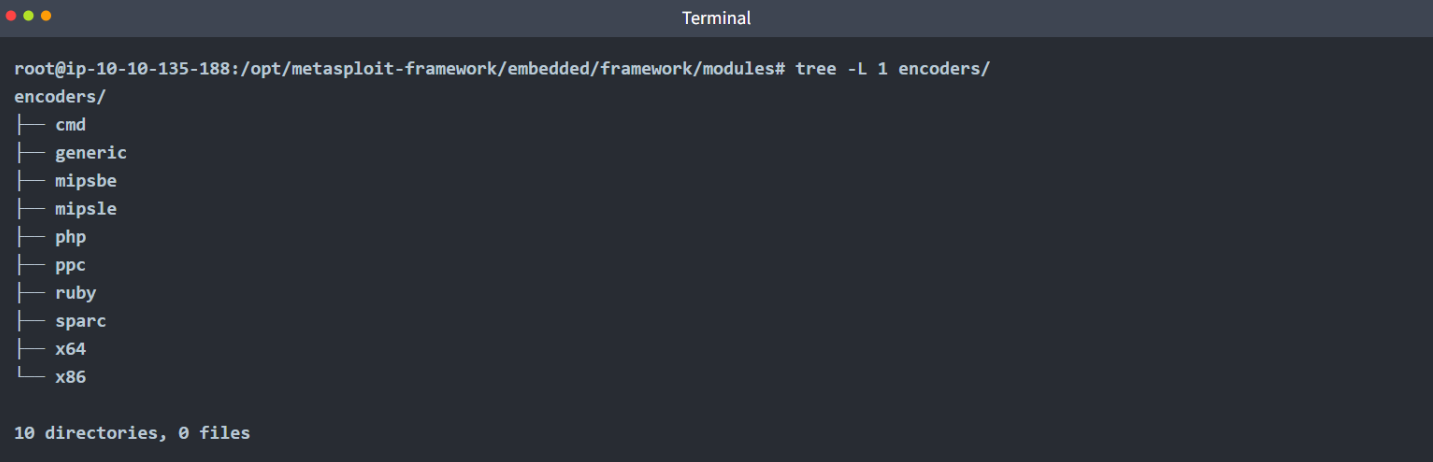 Terminal
root@ip-10-10-135-188:/opt/metasploit-framework/embedded/framework/modules# tree -L 1 encoders/
encoders/
├── cmd
├── generic
├── mipsbe
├── mipsle
├── php
├── ppc
├── ruby
├── sparc
├── x64
└── x86
10 directories, 0 files